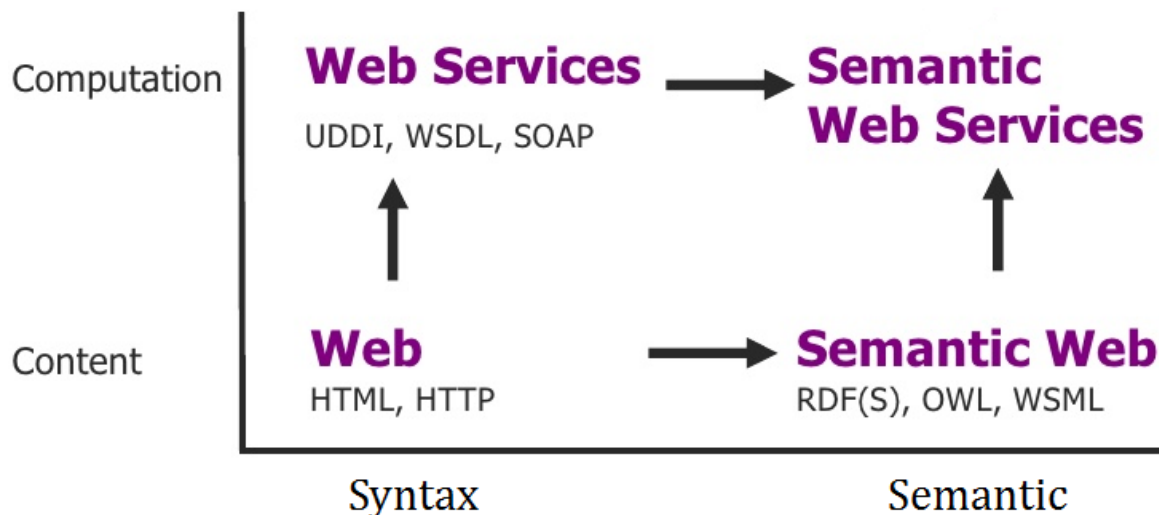 Computation
Web Services
UDDI, WSDL, SOAP
Semantic
Web Services
Content
Web
HTML, HTTP
Semantic Web
RDF(S), OWL, WSML
Syntax
Semantic